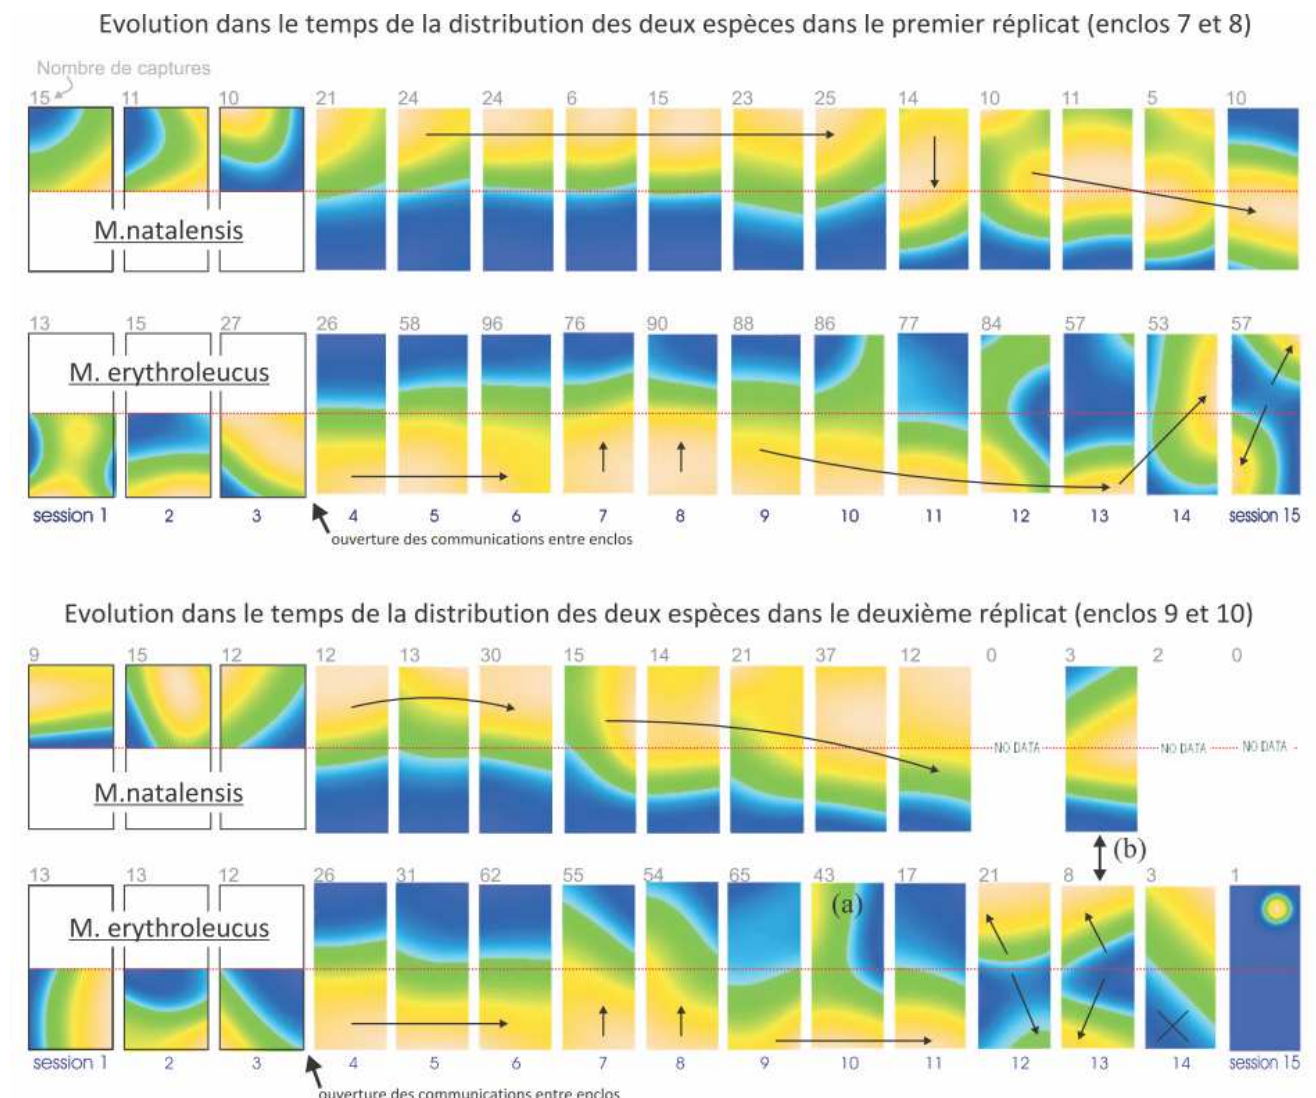 Evolution dans le temps de la distribution des deux espèces dans le premier réplicat (enclos 7 et 8)
Nombre de captures
15 11 10 21 24 24 6 15 23 25 14 10 11 5 10
M.natalensis
13 15 27 26 58 96 76 90 88 86 77 84 57 53 57
M. erythroleucus
session 1 2 3 4 5 6 7 8 9 10 11 12 13 14 session 15
ouverture des communications entre enclos
Evolution dans le temps de la distribution des deux espèces dans le deuxième réplicat (enclos 9 et 10)
9 15 12 12 13 30 15 14 21 37 12 0 3 2 0
NO DATA NO DATA NO DATA
M.natalensis
(b)
13 13 12 26 31 62 55 54 65 43 17 21 8 3 1
(a)
M. erythroleucus
session 1 2 3 4 5 6 7 8 9 10 11 12 13 14 session 15
ouverture des communications entre enclos